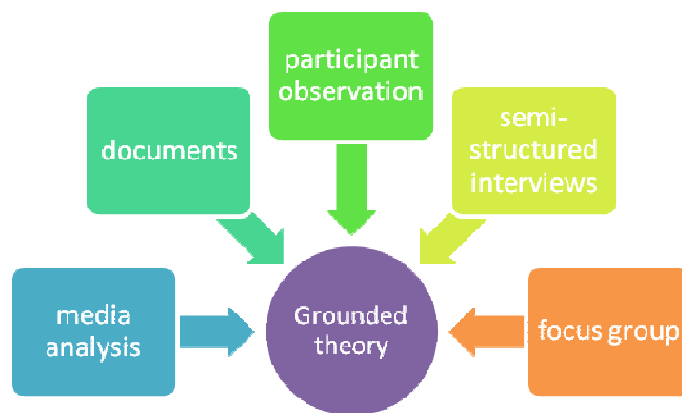 participant
observation
documents
semi-
structured
interviews
media
analysis
Grounded
theory
focus group